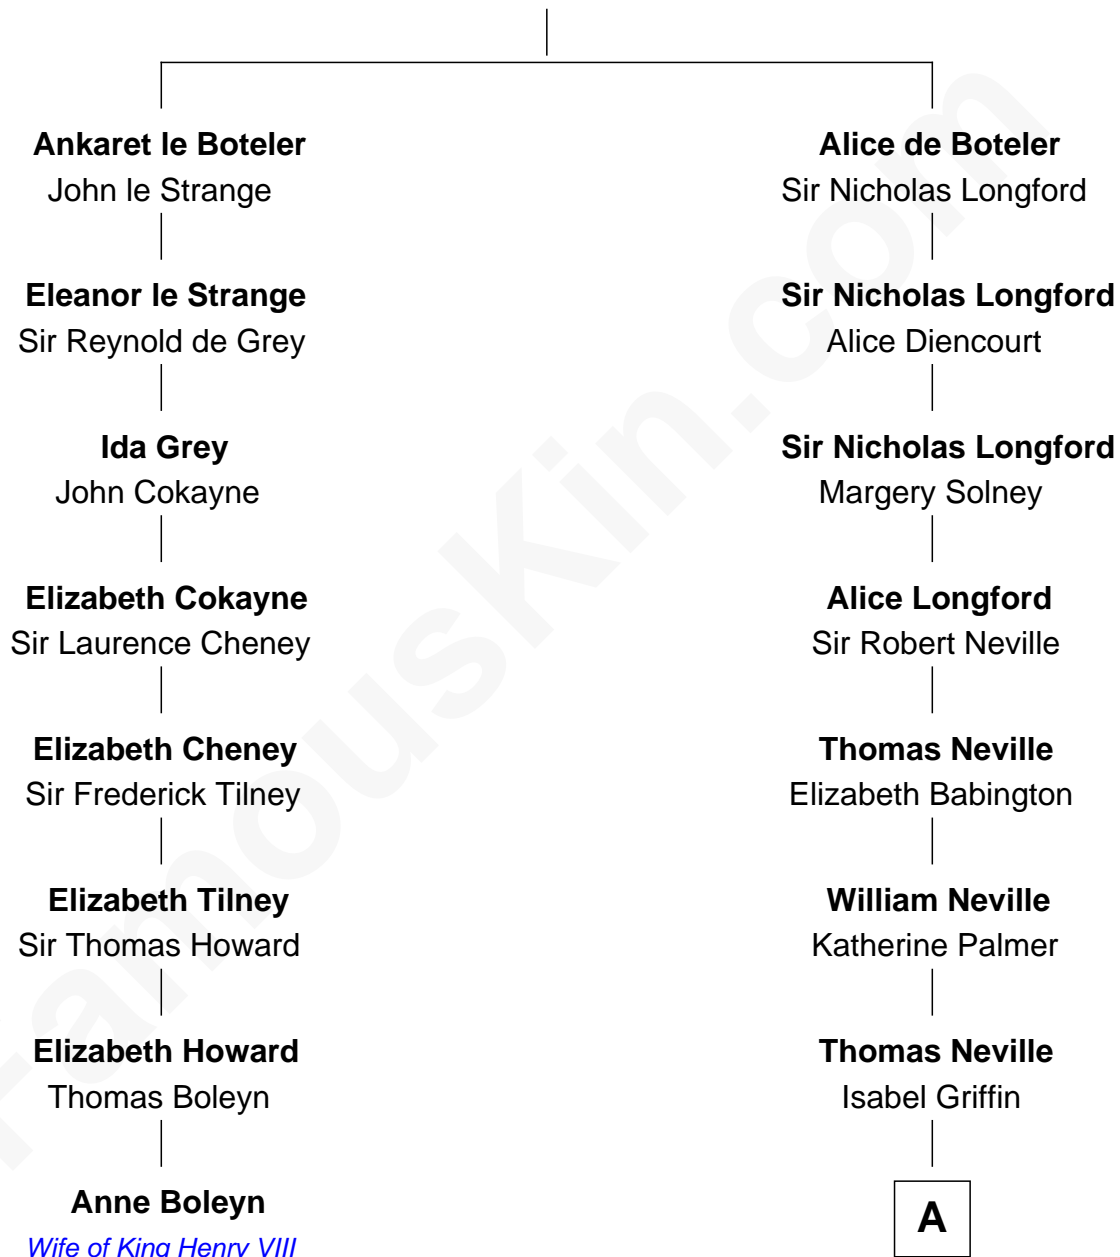 Ankaret le Boteler
John le Strange
Eleanor le Strange
Sir Reynold de Grey
Ida Grey
John Cokayne
Elizabeth Cokayne
Sir Laurence Cheney
Elizabeth Cheney
Sir Frederick Tilney
Elizabeth Tilney
Sir Thomas Howard
Elizabeth Howard
Thomas Boleyn
Anne Boleyn
Wife of King Henry VIII
Alice de Boteler
Sir Nicholas Longford
Sir Nicholas Longford
Alice Diencourt
Sir Nicholas Longford
Margery Solney
Alice Longford
Sir Robert Neville
Thomas Neville
Elizabeth Babington
William Neville
Katherine Palmer
Thomas Neville
Isabel Griffin
A
FamousKin.com